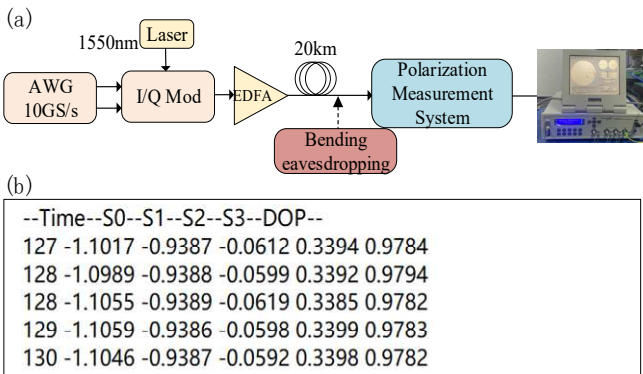 (a)
1550nm
Laser
20km
AWG
10GS/s
I/Q Mod
EDFA
Polarization
Measurement
System
Bending
eavesdropping
(b)
--Time--S0--S1--S2--S3--DOP--
127 -1.1017 -0.9387 -0.0612 0.3394 0.9784
128 -1.0989 -0.9388 -0.0599 0.3392 0.9794
128 -1.1055 -0.9389 -0.0619 0.3385 0.9782
129 -1.1059 -0.9386 -0.0598 0.3399 0.9783
130 -1.1046 -0.9387 -0.0592 0.3398 0.9782